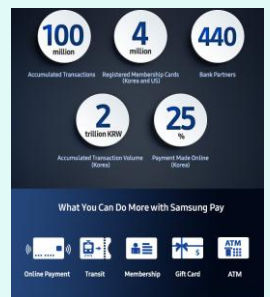 100
million
4
million
440
Accumulated Transactions
Registered Membership Cards
(Korea and US)
Bank Partners
2
trillion KRW
25
%
Accumulated Transaction Volume
(Korea)
Payment Made Online
(Korea)
What You Can Do More with Samsung Pay
$
ATM
Online Payment
Transit
Membership
Gift Card
ATM